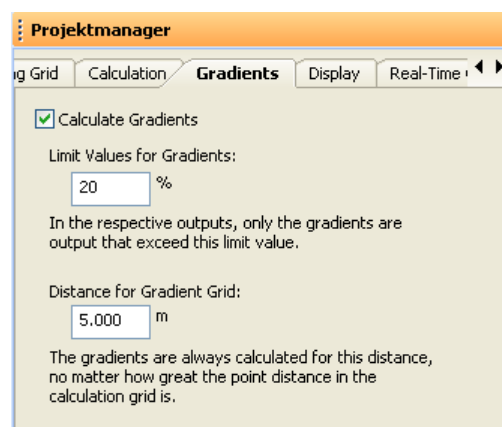 Projektmanager
ng Grid Calculation Gradients Display Real-Time
Calculate Gradients
Limit Values for Gradients:
20 %
In the respective outputs, only the gradients are
output that exceed this limit value.
Distance for Gradient Grid:
5.000 m
The gradients are always calculated for this distance,
no matter how great the point distance in the
calculation grid is.